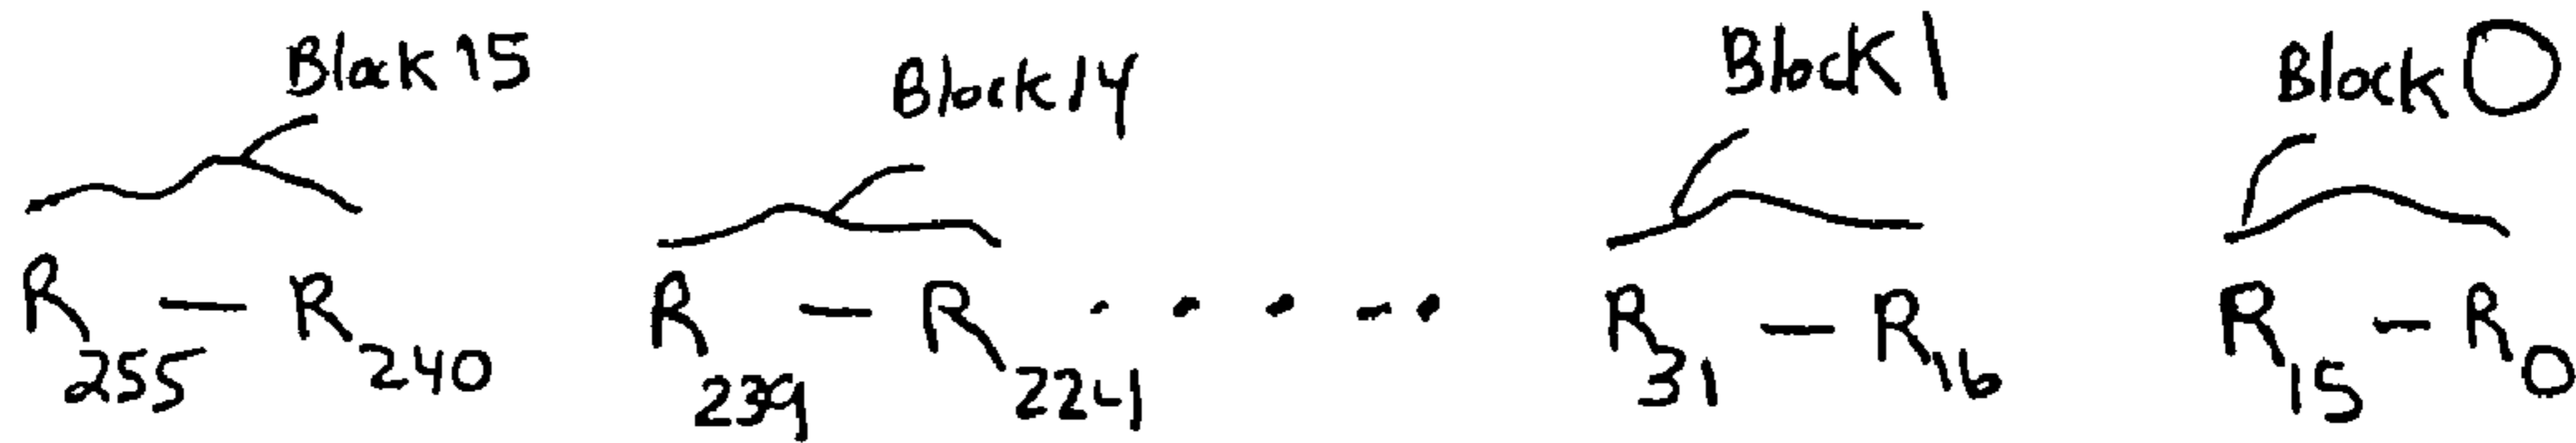 Block 15 Block 14 Block 1 Block 0
R255 – R240 R239 – R224 ..... R31 – R16 R15 – R0